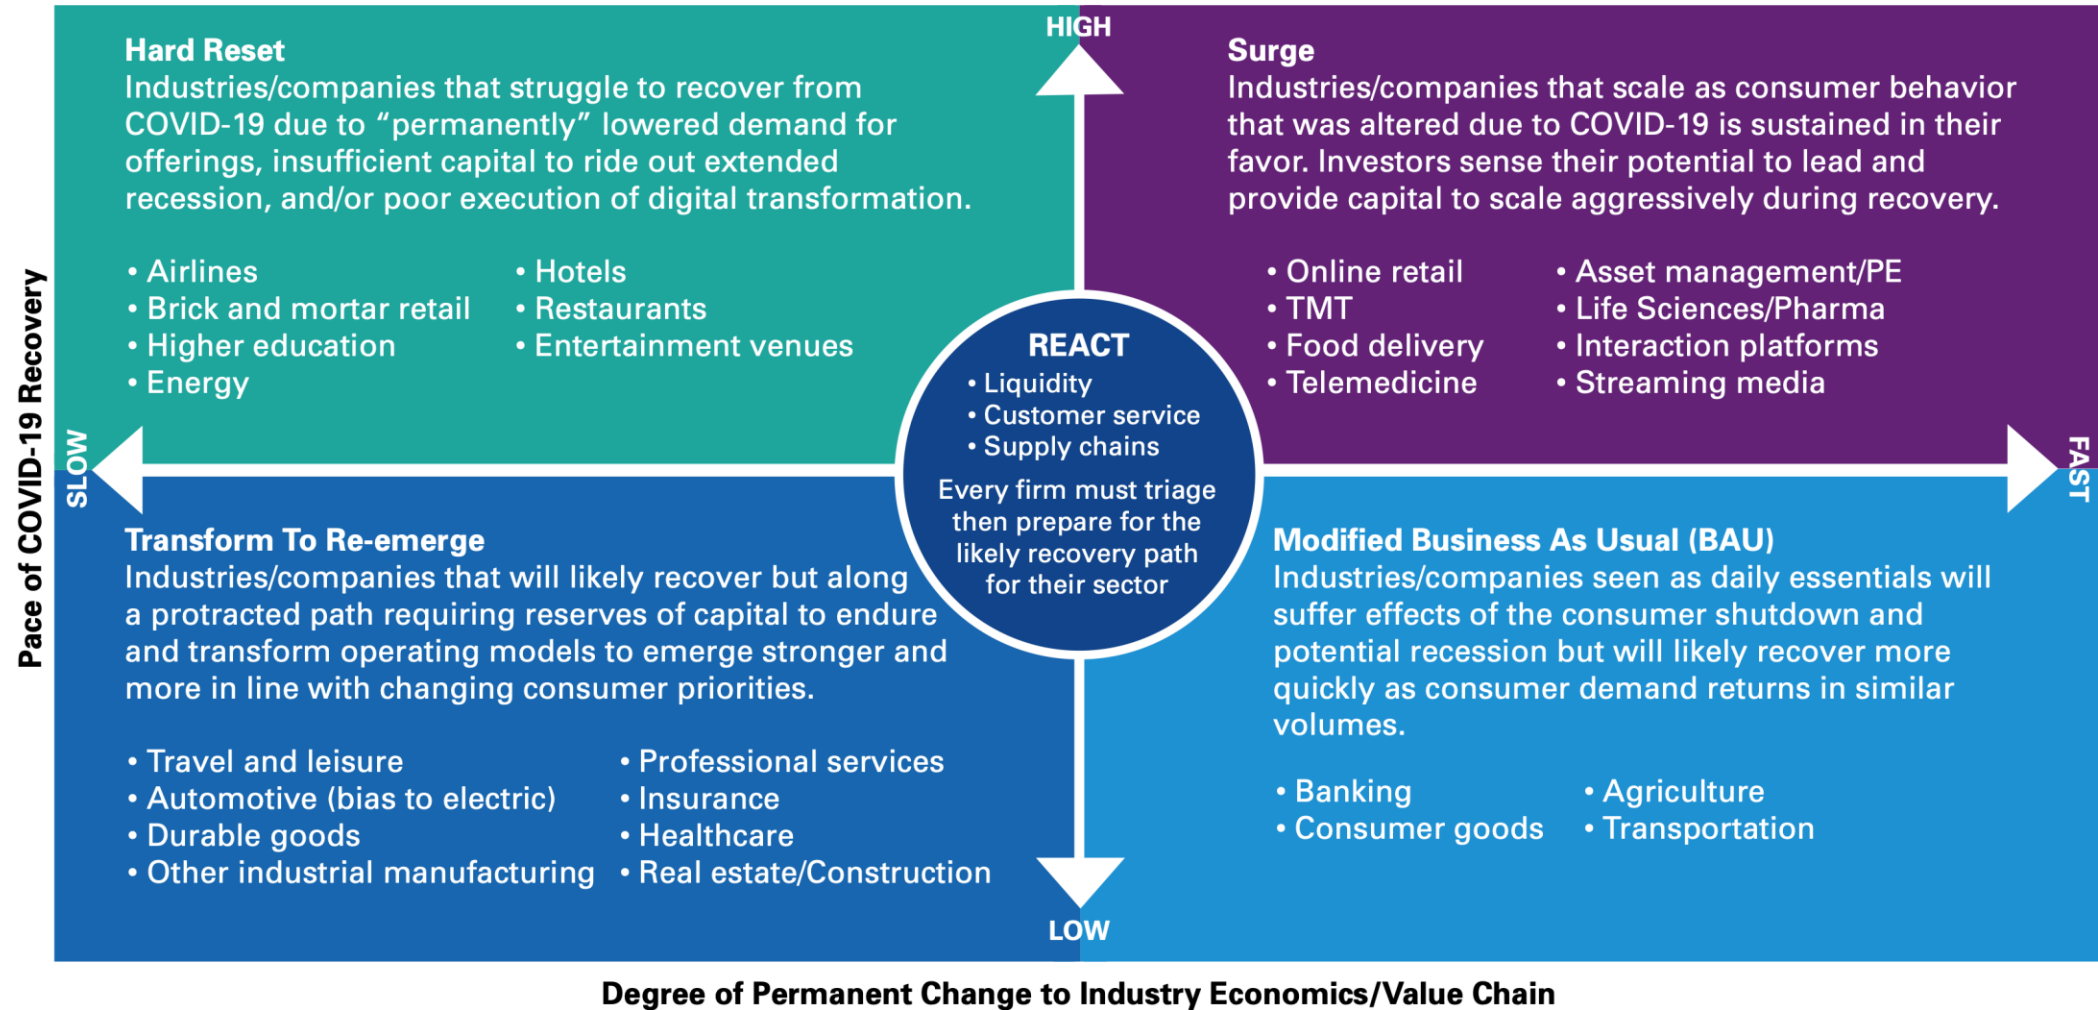 HIGH
Hard Reset
Industries/companies that struggle to recover from
COVID-19 due to “permanently” lowered demand for
offerings, insufficient capital to ride out extended
recession, and/or poor execution of digital transformation.
• Airlines
• Brick and mortar retail
• Higher education
• Energy
• Hotels
• Restaurants
• Entertainment venues
Surge
Industries/companies that scale as consumer behavior
that was altered due to COVID-19 is sustained in their
favor. Investors sense their potential to lead and
provide capital to scale aggressively during recovery.
• Online retail
• TMT
• Food delivery
• Telemedicine
• Asset management/PE
• Life Sciences/Pharma
• Interaction platforms
• Streaming media
Pace of COVID-19 Recovery
SLOW
REACT
• Liquidity
• Customer service
• Supply chains
Every firm must triage
then prepare for the
likely recovery path
for their sector
FAST
Transform To Re-emerge
Industries/companies that will likely recover but along
a protracted path requiring reserves of capital to endure
and transform operating models to emerge stronger and
more in line with changing consumer priorities.
• Travel and leisure
• Automotive (bias to electric)
• Durable goods
• Other industrial manufacturing
• Professional services
• Insurance
• Healthcare
• Real estate/Construction
Modified Business As Usual (BAU)
Industries/companies seen as daily essentials will
suffer effects of the consumer shutdown and
potential recession but will likely recover more
quickly as consumer demand returns in similar
volumes.
• Banking
• Consumer goods
• Agriculture
• Transportation
LOW
Degree of Permanent Change to Industry Economics/Value Chain